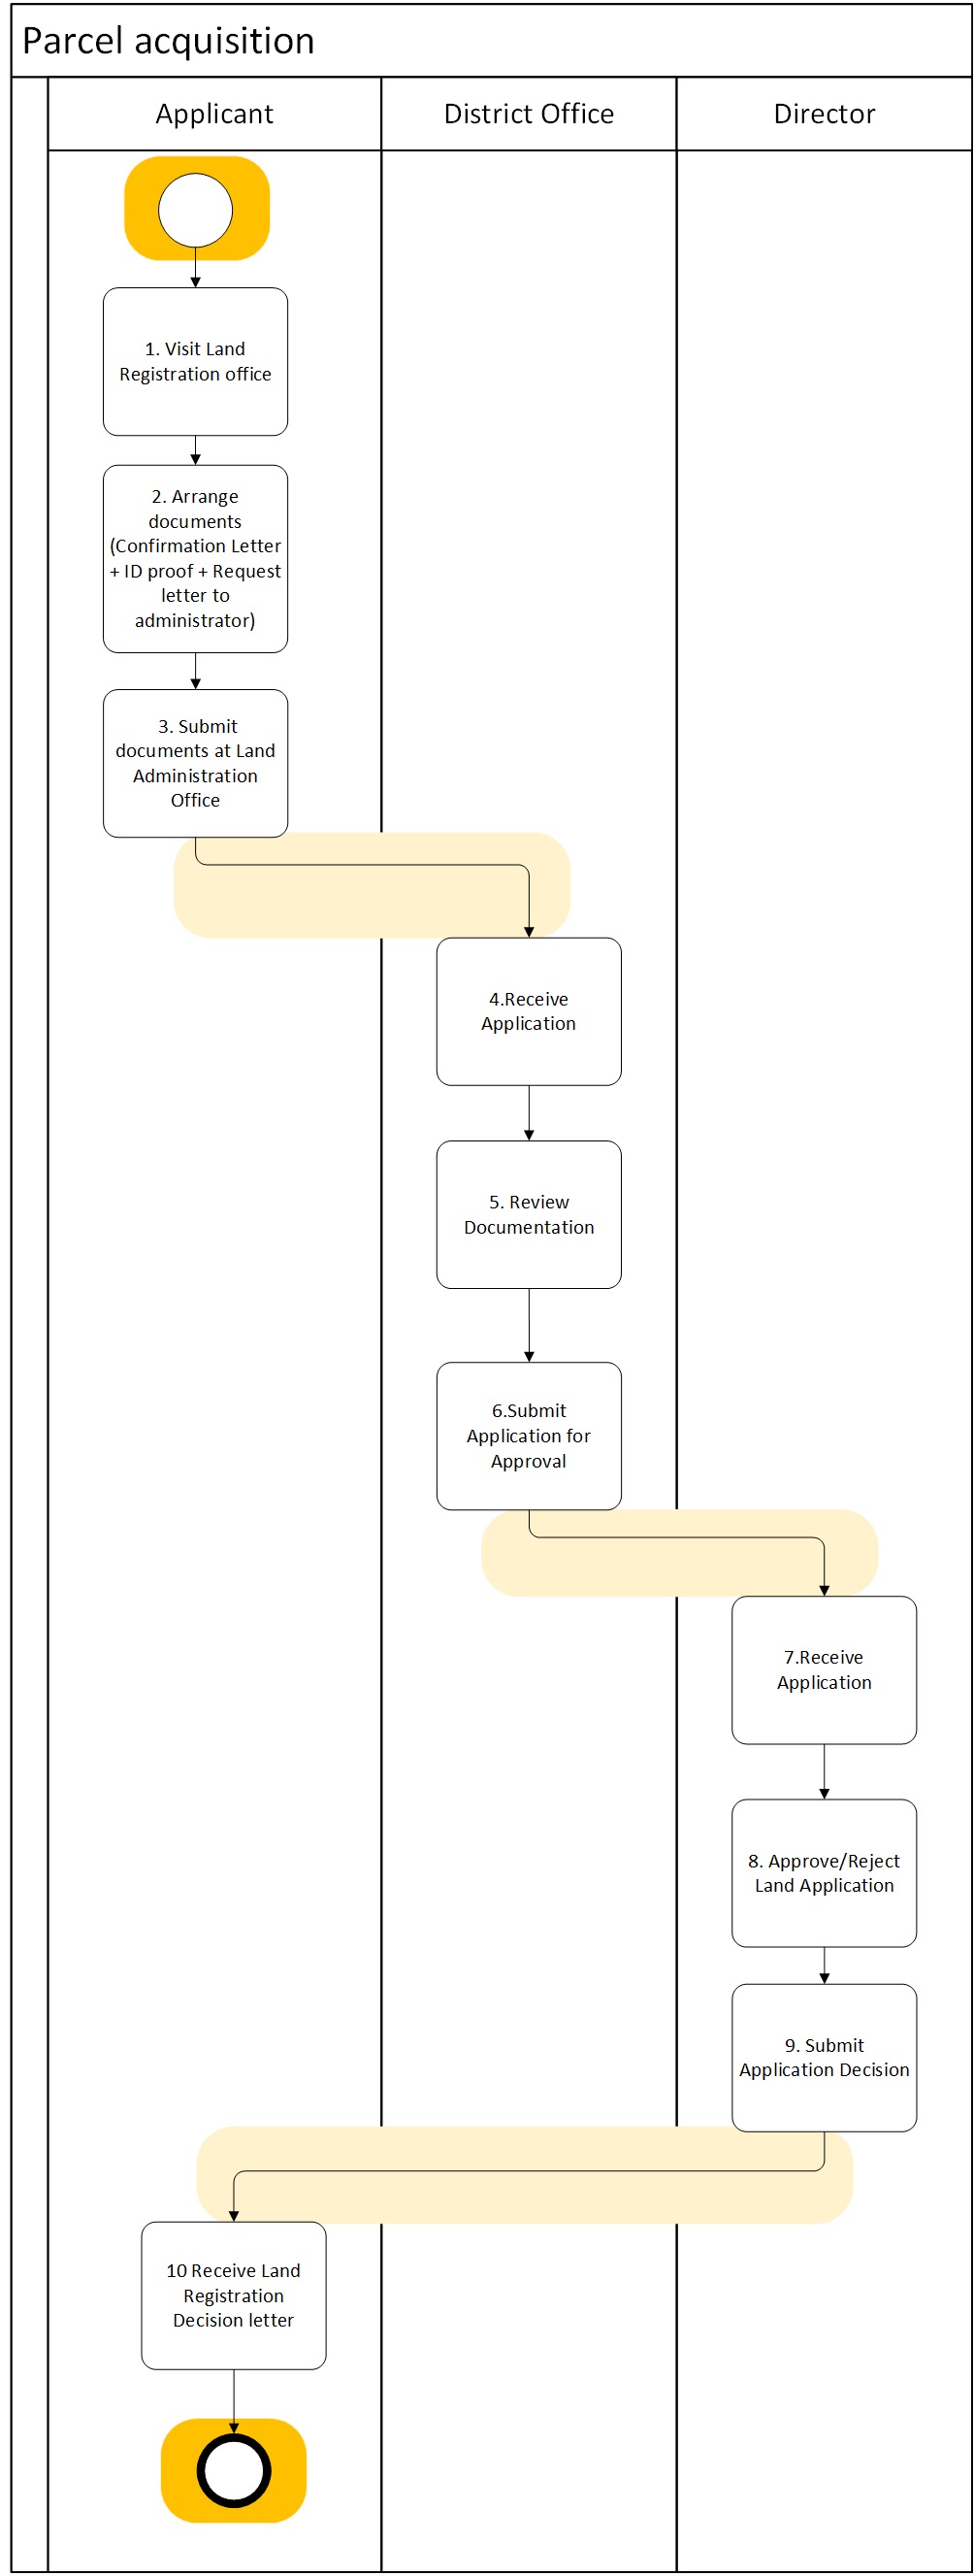 Parcel acquisition
Applicant
District Office
Director
1. Visit Land
Registration office
2. Arrange
documents
(Confirmation Letter
+ ID proof + Request
letter to
administrator)
3. Submit
documents at Land
Administration
Office
4.Receive
Application
5. Review
Documentation
6.Submit
Application for
Approval
7.Receive
Application
8. Approve/Reject
Land Application
9. Submit
Application Decision
10 Receive Land
Registration
Decision letter